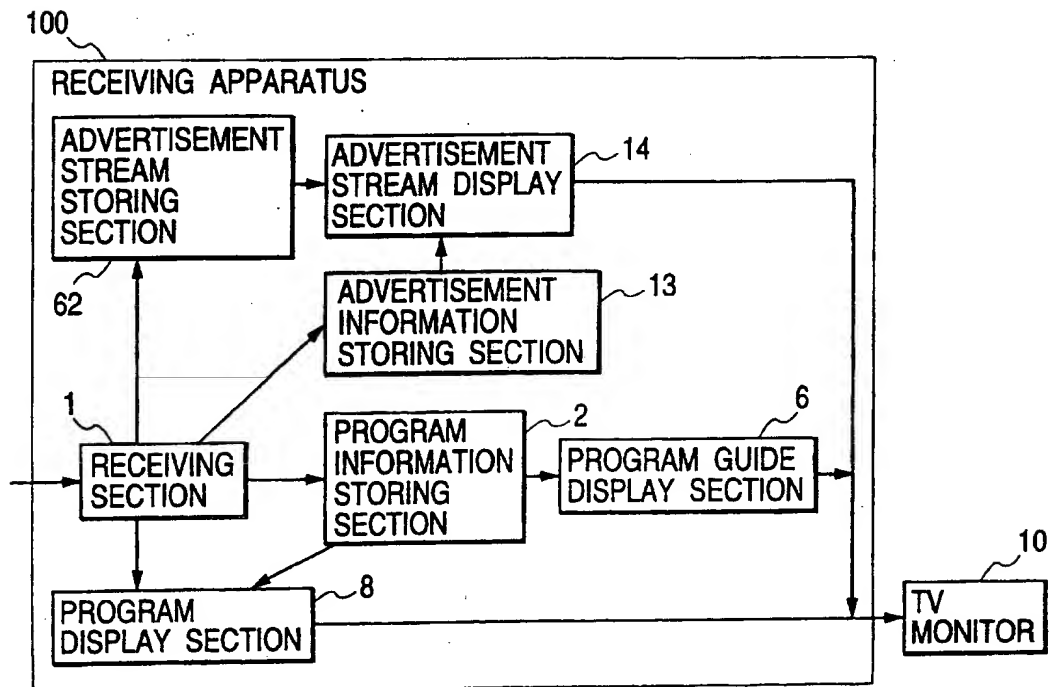 100
RECEIVING APPARATUS
ADVERTISEMENT
STREAM
STORING
SECTION
62
ADVERTISEMENT
STREAM DISPLAY
SECTION
14
ADVERTISEMENT
INFORMATION
STORING SECTION
13
1
RECEIVING
SECTION
PROGRAM
INFORMATION
STORING
SECTION
2
PROGRAM GUIDE
DISPLAY SECTION
6
PROGRAM
DISPLAY SECTION
8
TV
MONITOR
10